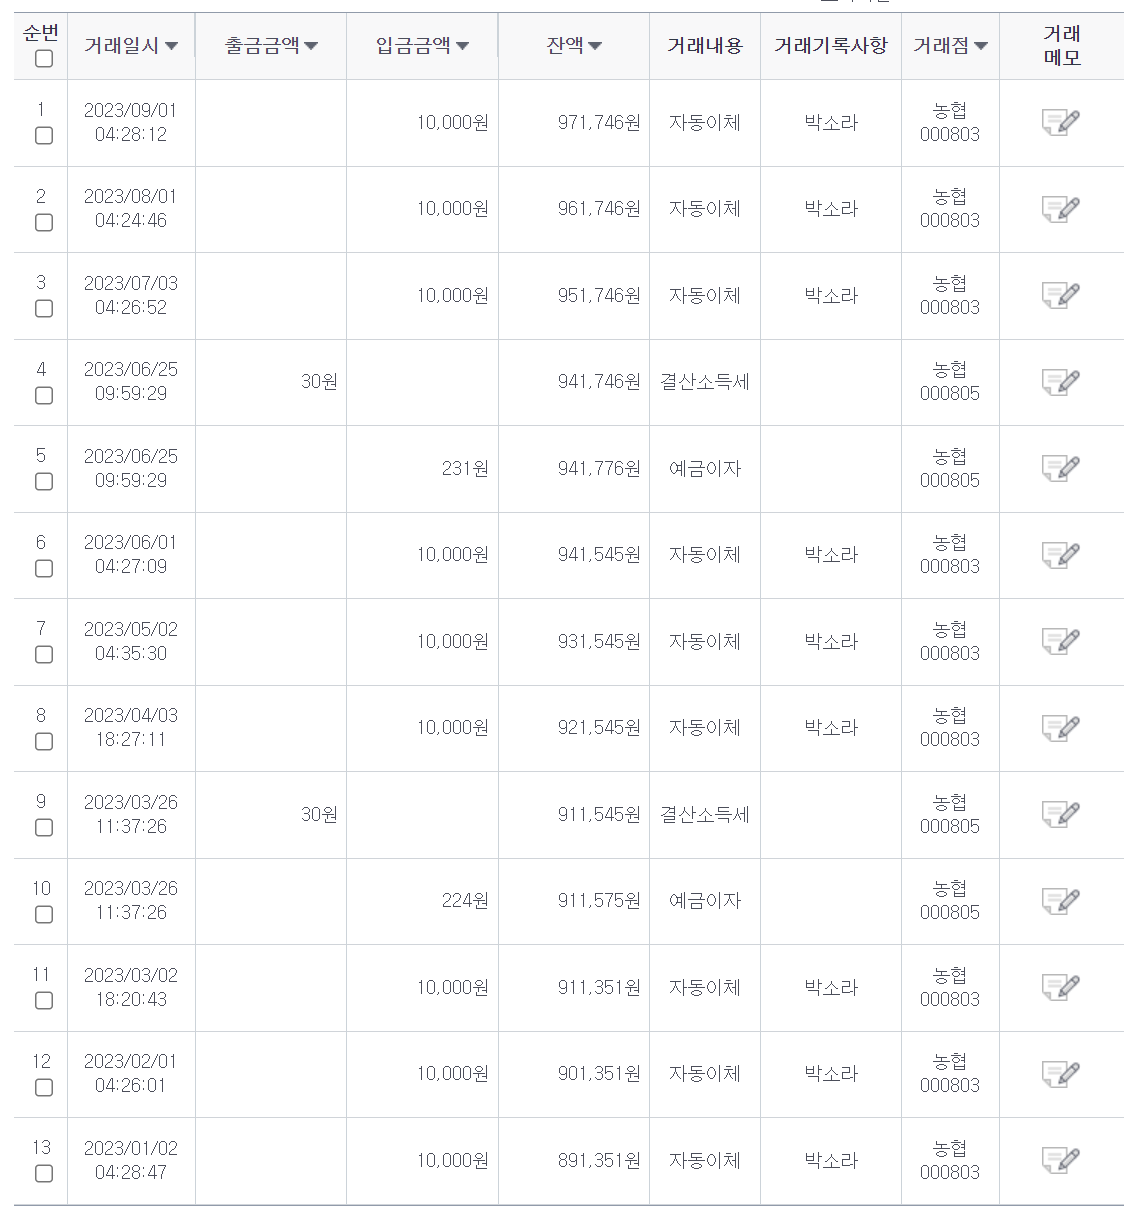 순번 거래일시▼ 출금금액▼ 입금금액▼ 잔액▼ 거래내용 거래기록사항 거래점▼ 거래
메모
1 2023/09/01
04:28:12 10,000원 971,746원 자동이체 박소라 농협
000803
2 2023/08/01
04:24:46 10,000원 961,746원 자동이체 박소라 농협
000803
3 2023/07/03
04:26:52 10,000원 951,746원 자동이체 박소라 농협
000803
4 2023/06/25
09:59:29 30원 941,746원 결산소득세 농협
000805
5 2023/06/25
09:59:29 231원 941,776원 예금이자 농협
000805
6 2023/06/01
04:27:09 10,000원 941,545원 자동이체 박소라 농협
000803
7 2023/05/02
04:35:30 10,000원 931,545원 자동이체 박소라 농협
000803
8 2023/04/03
18:27:11 10,000원 921,545원 자동이체 박소라 농협
000803
9 2023/03/26
11:37:26 30원 911,545원 결산소득세 농협
000805
10 2023/03/26
11:37:26 224원 911,575원 예금이자 농협
000805
11 2023/03/02
18:20:43 10,000원 911,351원 자동이체 박소라 농협
000803
12 2023/02/01
04:26:01 10,000원 901,351원 자동이체 박소라 농협
000803
13 2023/01/02
04:28:47 10,000원 891,351원 자동이체 박소라 농협
000803